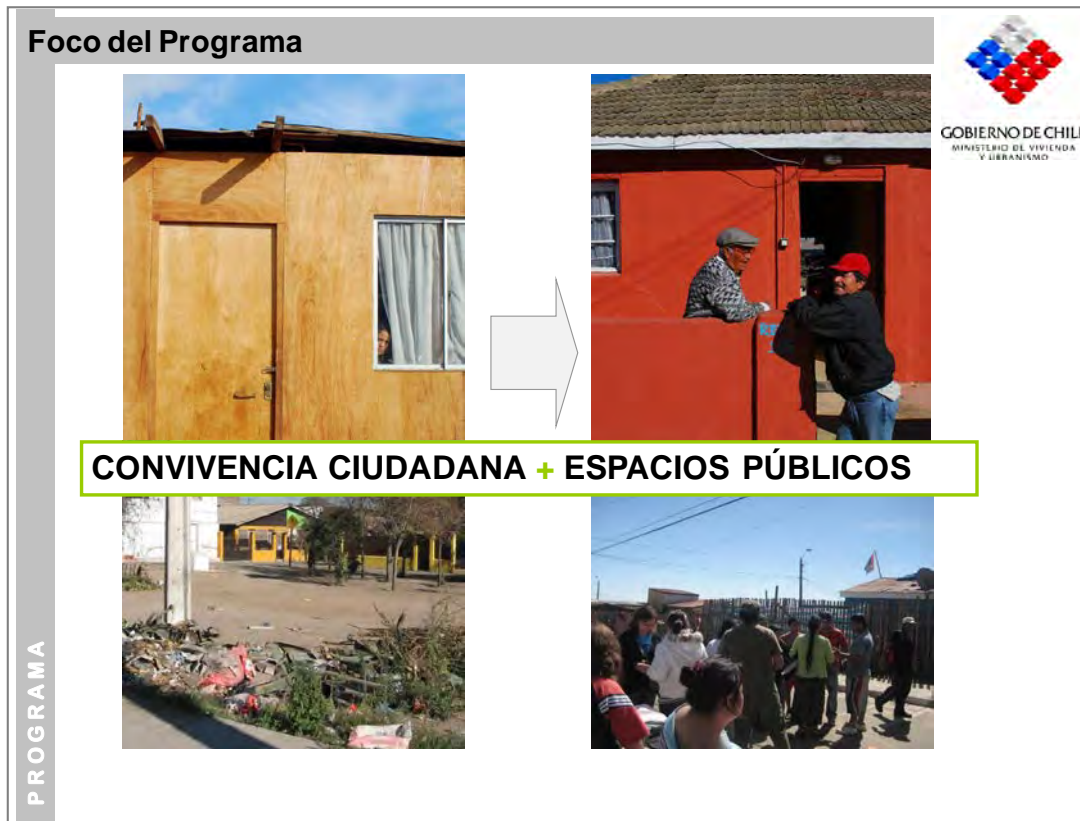 Foco del Programa
GOBIERNO DE CHILE
MINISTERIO DE VIVIENDA
Y URBANISMO
CONVIVENCIA CIUDADANA + ESPACIOS PÚBLICOS
PROGRAMA